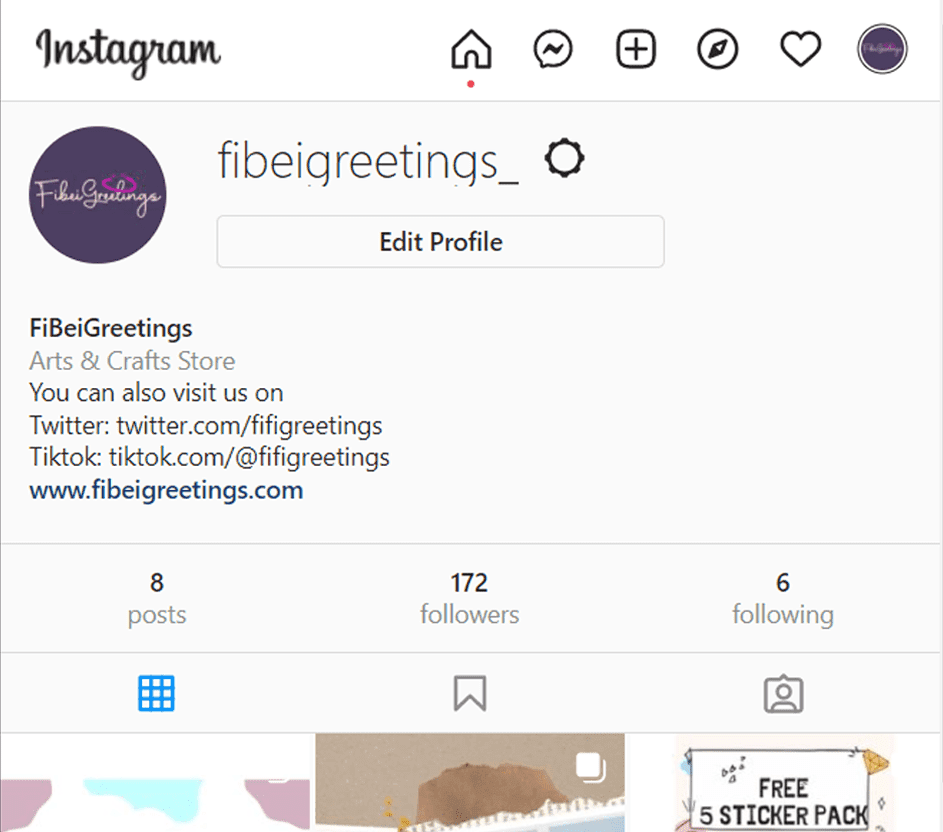 Instagram
FibeiGreetings
fibeigreetings_
FibeiGreetings
Edit Profile
FiBeiGreetings
Arts & Crafts Store
You can also visit us on
Twitter: twitter.com/fifigreetings
Tiktok: tiktok.com/@fifigreetings
www.fibeigreetings.com
8
172
6
posts
followers
following
FREE
5 STICKER PACK